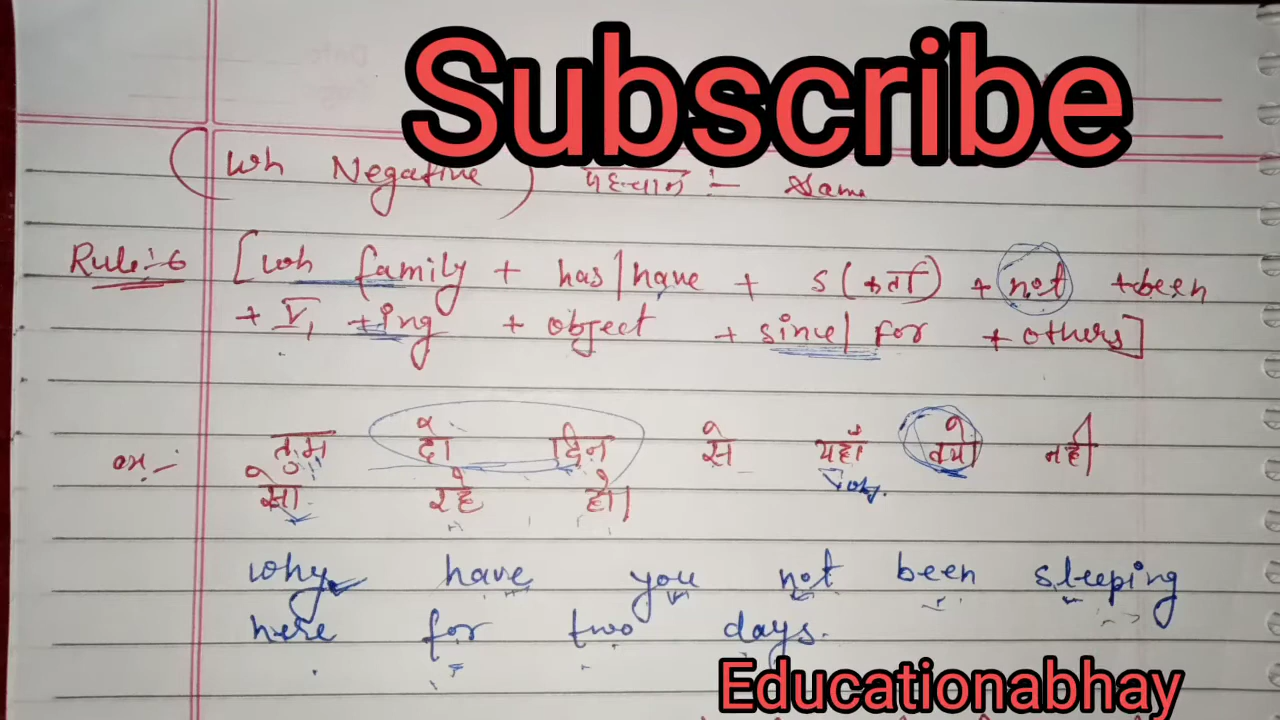 Subscribe
(Wh Negative) पहचान :- Same
Rule:-6 [wh family + has/have + S(कर्ता) + not + been
+ V1 + ing + object + since/for + others]
ex:- तुम दो दिन से यहाँ क्यों नहीं
सो रहे हो।
why have you not been sleeping
here for two days.
Educationabhay